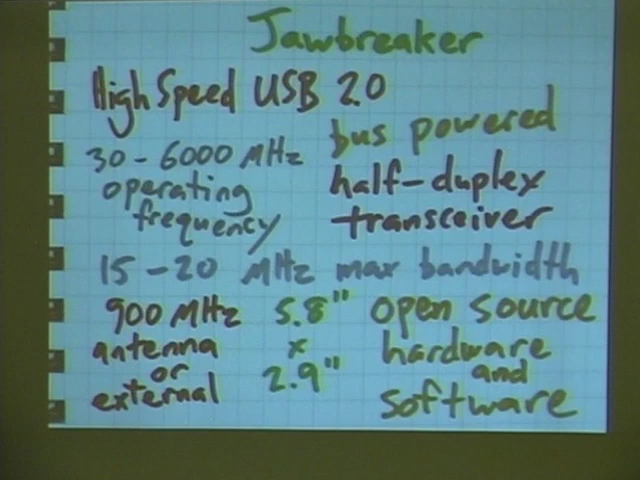 Jawbreaker
High Speed USB 2.0
bus powered
30 - 6000 MHz
operating
frequency
half-duplex
transceiver
15 - 20 MHz max bandwidth
900 MHz
antenna
or
external
5.8"
x
2.9"
open source
hardware
and
software